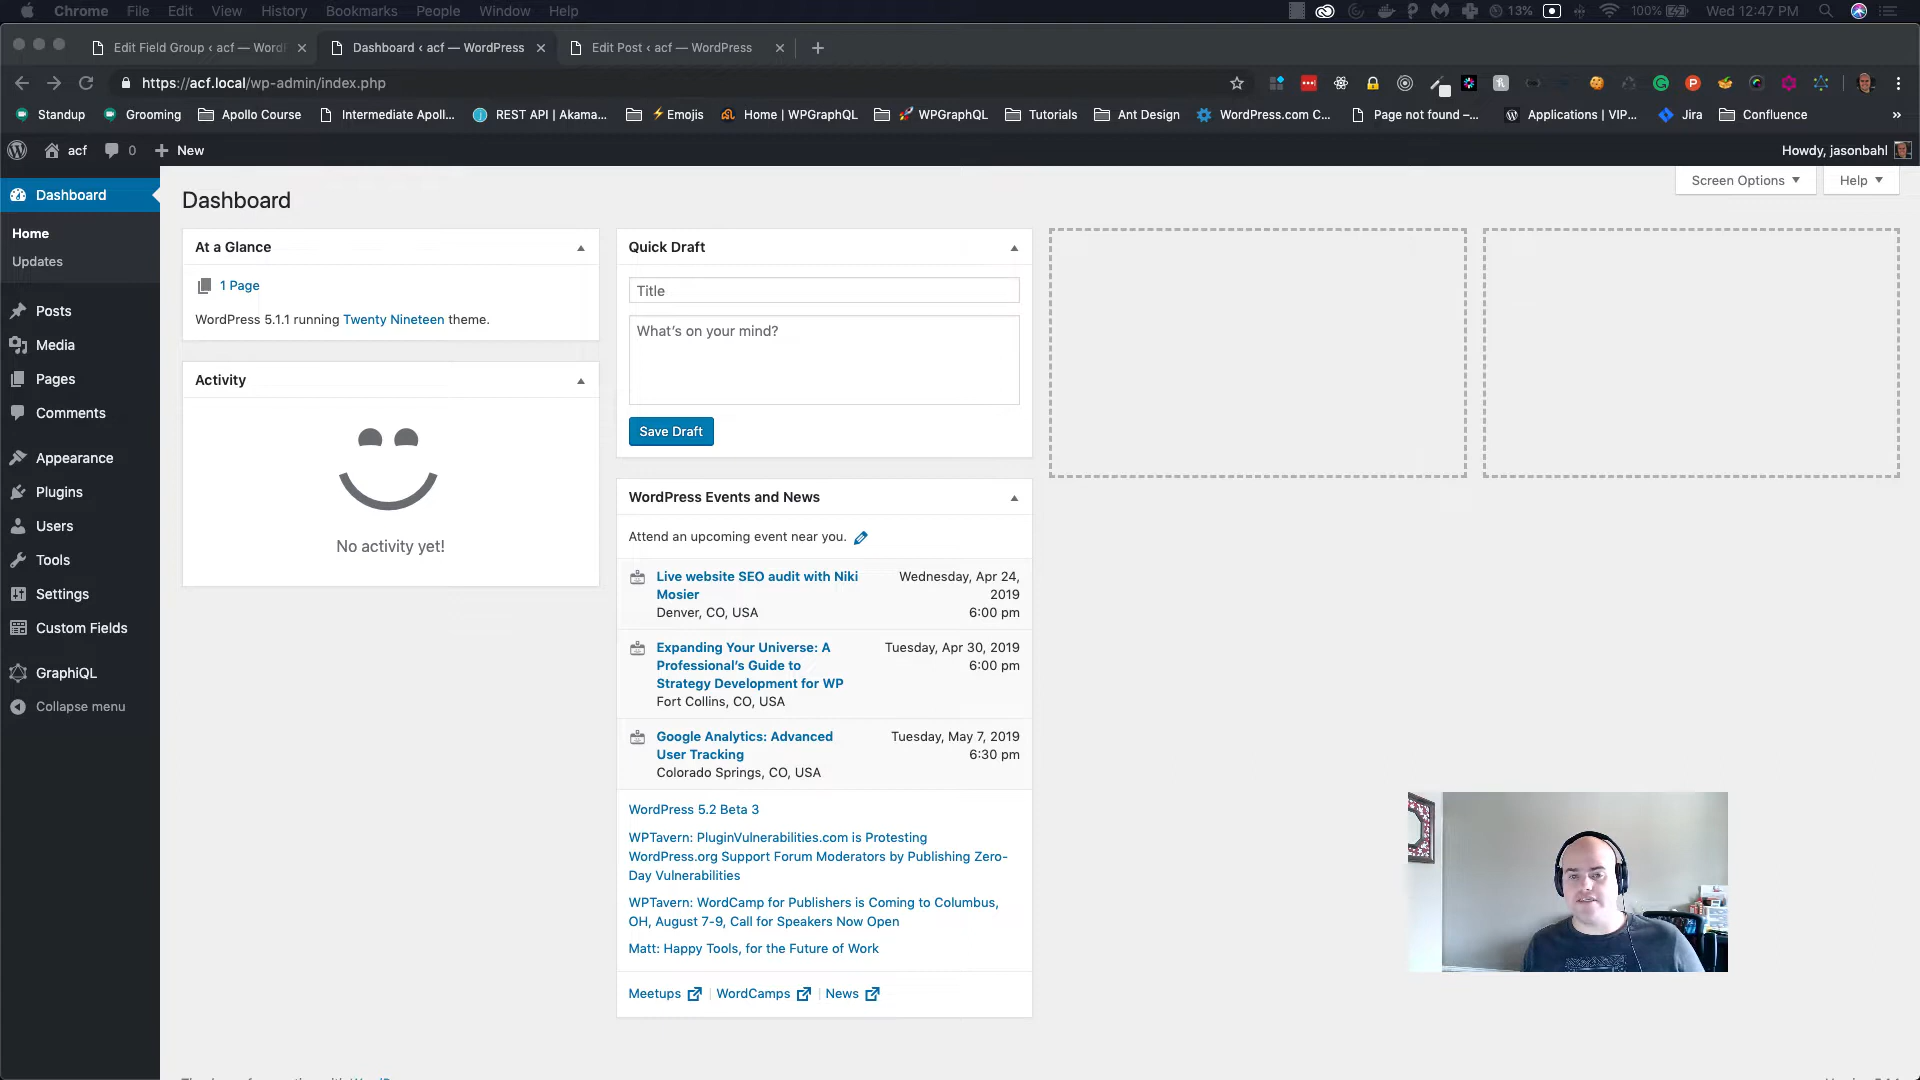 Chrome File Edit View History Bookmarks People Window Help 13% 100% Wed 12:47 PM
Edit Field Group ‹ acf — WordP Dashboard ‹ acf — WordPress Edit Post ‹ acf — WordPress
https://acf.local/wp-admin/index.php
Standup Grooming Apollo Course Intermediate Apoll... REST API | Akama... ⚡Emojis Home | WPGraphQL 🚀 WPGraphQL Tutorials Ant Design WordPress.com C... Page not found –... Applications | VIP... Jira Confluence »
acf 0 New Howdy, jasonbahl
Dashboard
Home
Updates
Posts
Media
Pages
Comments
Appearance
Plugins
Users
Tools
Settings
Custom Fields
GraphiQL
Collapse menu
Screen Options Help
Dashboard
At a Glance
1 Page
WordPress 5.1.1 running Twenty Nineteen theme.
Activity
No activity yet!
Quick Draft
Title
What's on your mind?
Save Draft
WordPress Events and News
Attend an upcoming event near you.
Live website SEO audit with Niki
Mosier
Denver, CO, USA
Wednesday, Apr 24,
2019
6:00 pm
Expanding Your Universe: A
Professional's Guide to
Strategy Development for WP
Fort Collins, CO, USA
Tuesday, Apr 30, 2019
6:00 pm
Google Analytics: Advanced
User Tracking
Colorado Springs, CO, USA
Tuesday, May 7, 2019
6:30 pm
WordPress 5.2 Beta 3
WPTavern: PluginVulnerabilities.com is Protesting
WordPress.org Support Forum Moderators by Publishing Zero-
Day Vulnerabilities
WPTavern: WordCamp for Publishers is Coming to Columbus,
OH, August 7-9, Call for Speakers Now Open
Matt: Happy Tools, for the Future of Work
Meetups | WordCamps | News